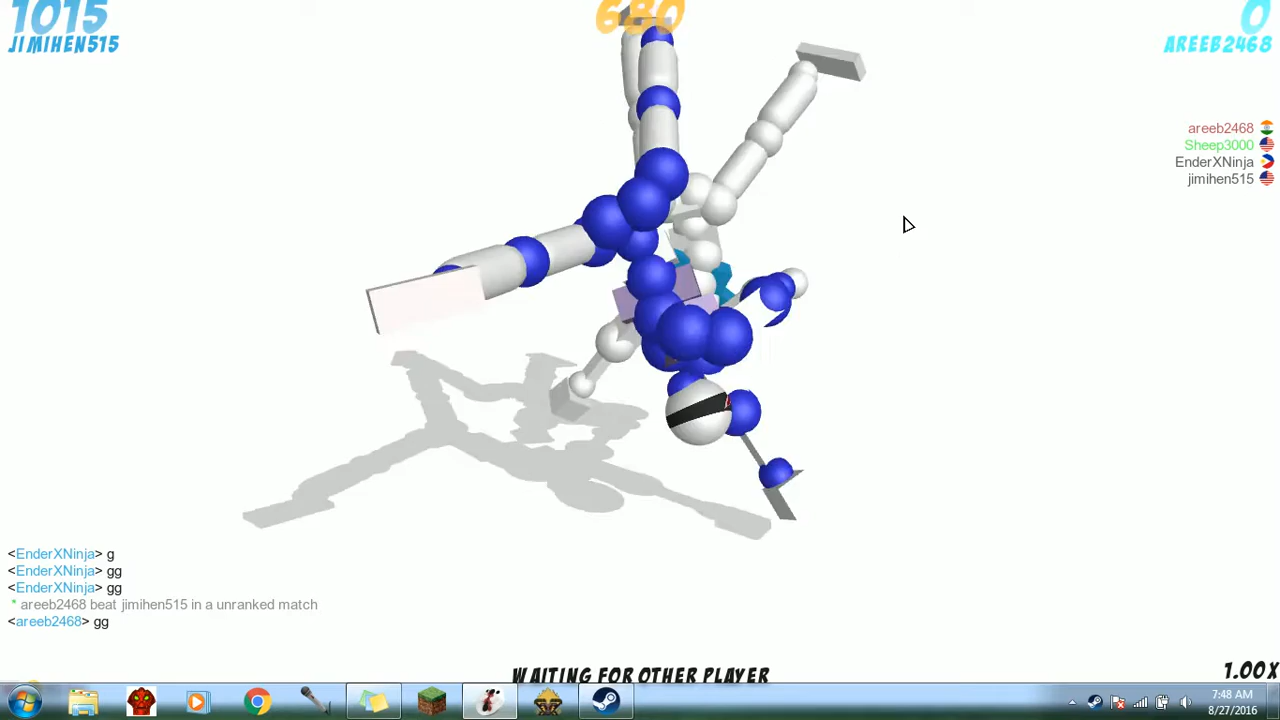 1015
JIMIHEN515
680
0
AREEB2468
areeb2468
Sheep3000
EnderXNinja
jimihen515
<EnderXNinja> g
<EnderXNinja> gg
<EnderXNinja> gg
* areeb2468 beat jimihen515 in a unranked match
<areeb2468> gg
WAITING FOR OTHER PLAYER
1.00X
7:48 AM
8/27/2016